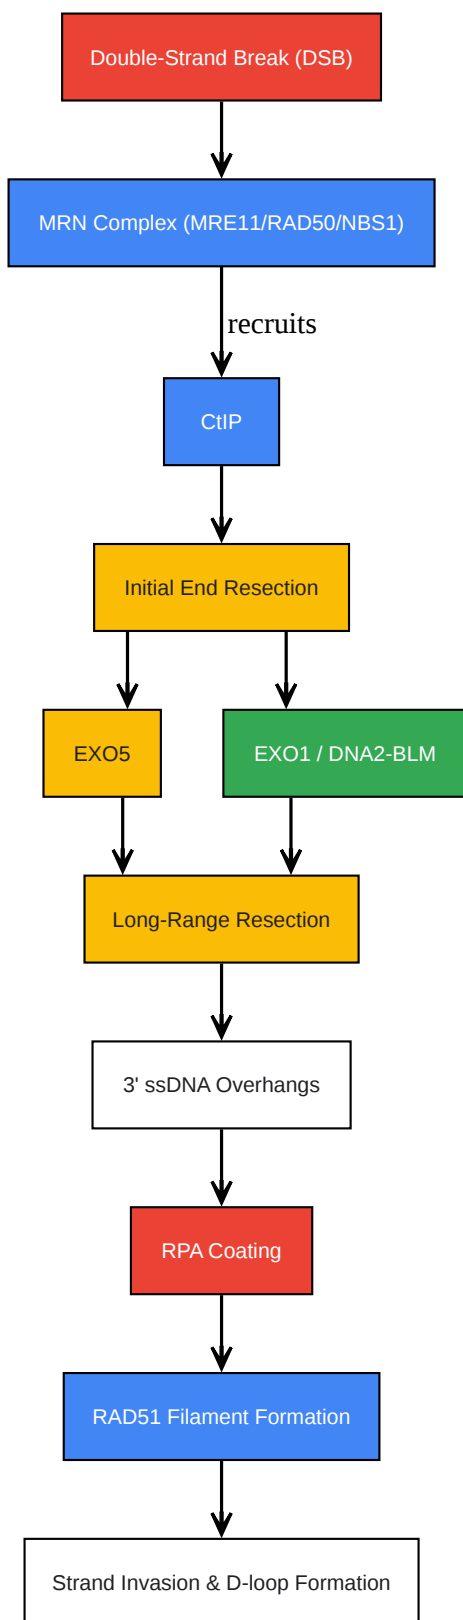 Double-Strand Break (DSB)
MRN Complex (MRE11/RAD50/NBS1)
recruits
CtIP
Initial End Resection
EXO5
EXO1 / DNA2-BLM
Long-Range Resection
3' ssDNA Overhangs
RPA Coating
RAD51 Filament Formation
Strand Invasion & D-loop Formation